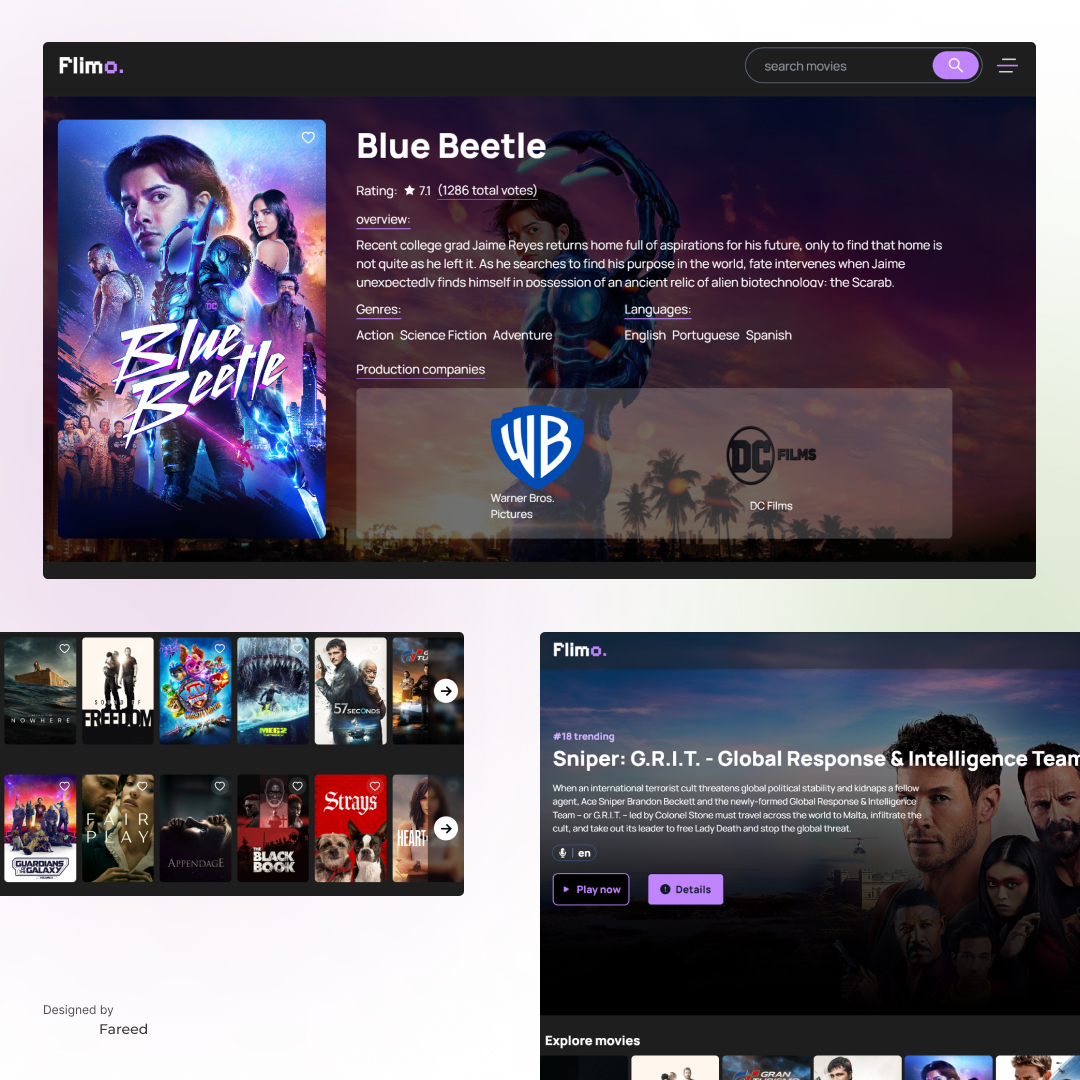 Flimo.
search movies
Blue Beetle
Rating: 7.1 (1286 total votes)
overview:
Recent college grad Jaime Reyes returns home full of aspirations for his future, only to find that home is
not quite as he left it. As he searches to find his purpose in the world, fate intervenes when Jaime
unexpectedly finds himself in possession of an ancient relic of alien biotechnology: the Scarab.
Genres:
Languages:
Action Science Fiction Adventure
English Portuguese Spanish
Production companies
WB
DC FILMS
Warner Bros.
Pictures
DC Films
DC
Blue
Beetle
NOWHERE
SOUND OF
FREEDOM
MEG2
57 SECONDS
GUARDIANS
OF THE
GALAXY
FAIR
PLAY
APPENDAGE
THE
BLACK
BOOK
Strays
HEART
Flimo.
#18 trending
Sniper: G.R.I.T. - Global Response & Intelligence Team
When an international terrorist cult threatens global political stability and kidnaps a fellow
agent, Ace Sniper Brandon Beckett and the newly-formed Global Response & Intelligence
Team – or G.R.I.T. – led by Colonel Stone must travel across the world to Malta, infiltrate the
cult, and take out its leader to free Lady Death and stop the global threat.
en
Play now
Details
Explore movies
GRAN
Designed by
Fareed